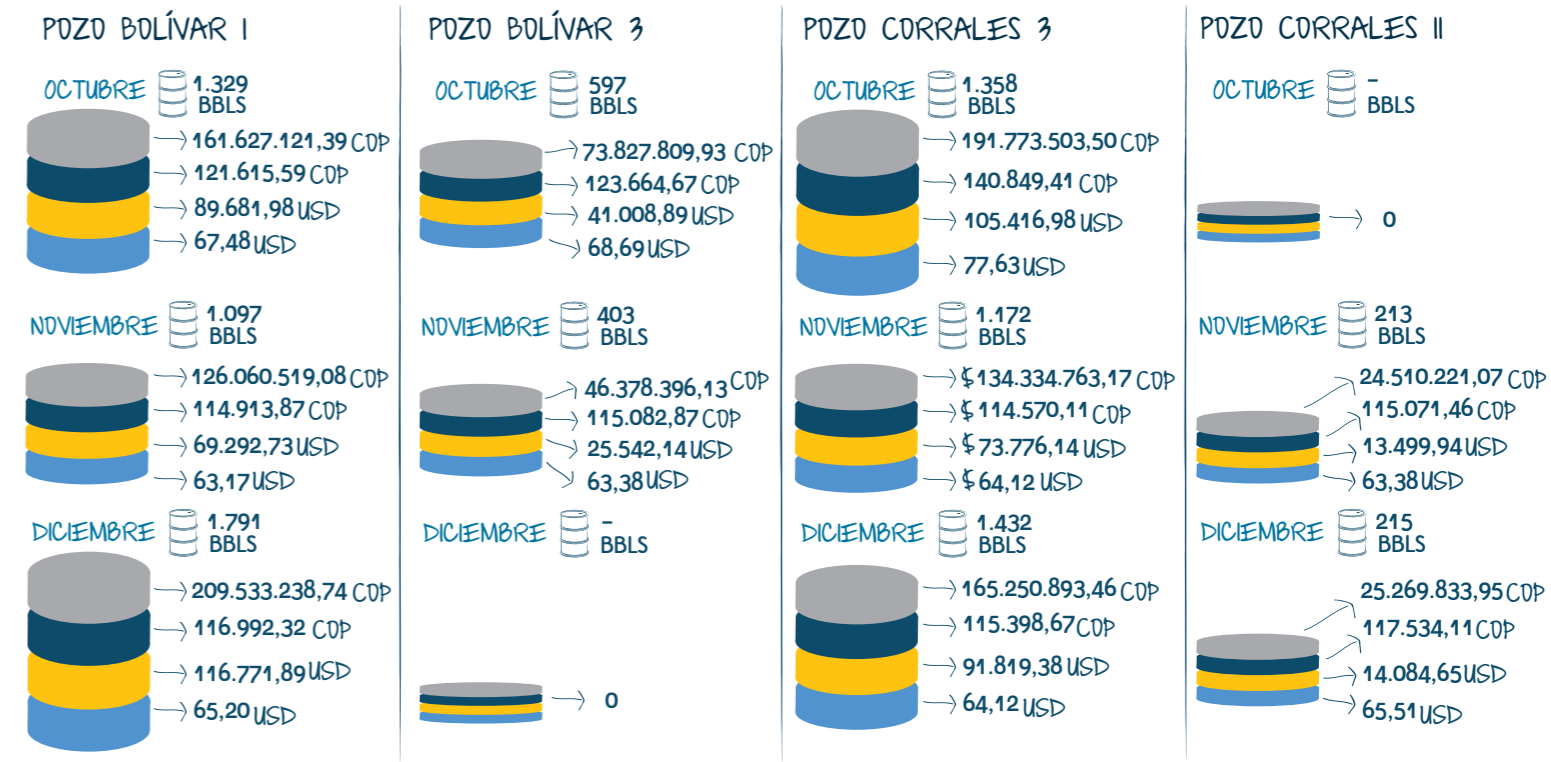 POZO BOLÍVAR 1
OCTUBRE
1.329
BBLS
161.627.121,39 COP
121.615,59 COP
89.681,98 USD
67,48 USD
NOVIEMBRE
1.097
BBLS
126.060.519,08 COP
114.913,87 COP
69.292,73 USD
63,17 USD
DICIEMBRE
1.791
BBLS
209.533.238,74 COP
116.992,32 COP
116.771,89 USD
65,20 USD
POZO BOLÍVAR 3
OCTUBRE
597
BBLS
73.827.809,93 COP
123.664,67 COP
41.008,89 USD
68,69 USD
NOVIEMBRE
403
BBLS
46.378.396,13 COP
115.082,87 COP
25.542,14 USD
63,38 USD
DICIEMBRE
-
BBLS
0
POZO CORRALES 3
OCTUBRE
1.358
BBLS
191.773.503,50 COP
140.849,41 COP
105.416,98 USD
77,63 USD
NOVIEMBRE
1.172
BBLS
$134.334.763,17 COP
$114.570,11 COP
$73.776,14 USD
$64,12 USD
DICIEMBRE
1.432
BBLS
165.250.893,46 COP
115.398,67 COP
91.819,38 USD
64,12 USD
POZO CORRALES 11
OCTUBRE
-
BBLS
0
NOVIEMBRE
213
BBLS
24.510.221,07 COP
115.071,46 COP
13.499,94 USD
63,38 USD
DICIEMBRE
215
BBLS
25.269.833,95 COP
117.534,11 COP
14.084,65 USD
65,51 USD